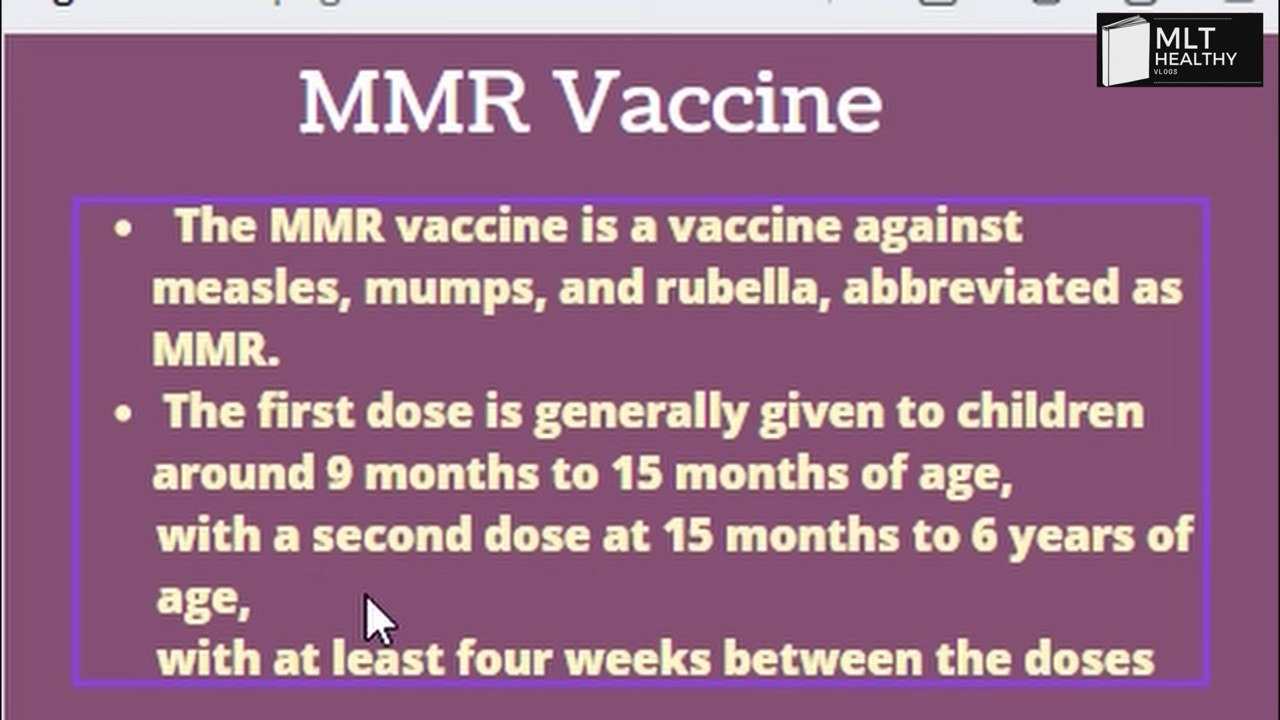 MLT
HEALTHY
VLOGS
MMR Vaccine
• The MMR vaccine is a vaccine against
measles, mumps, and rubella, abbreviated as
MMR.
• The first dose is generally given to children
around 9 months to 15 months of age,
with a second dose at 15 months to 6 years of
age,
with at least four weeks between the doses